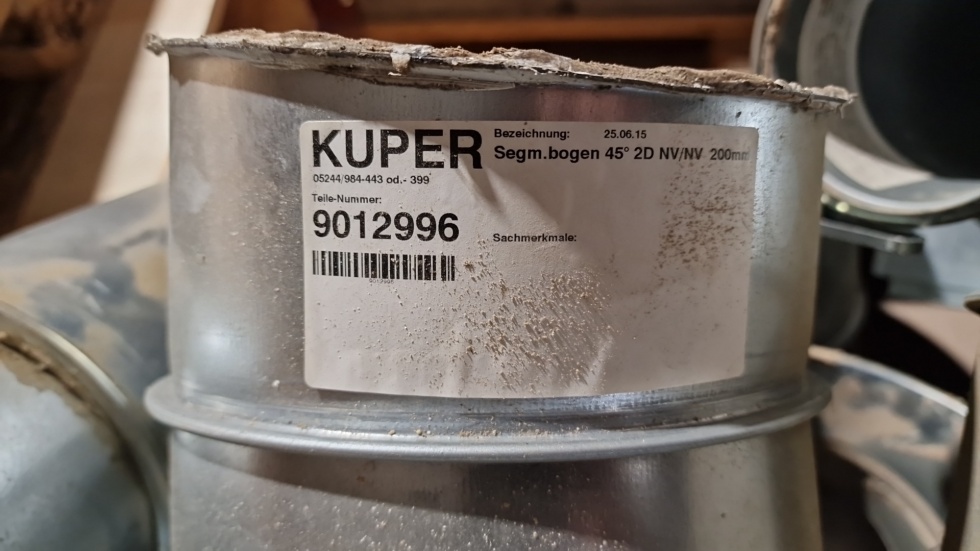 KUPER
05244/984-443 od.- 399
Teile-Nummer:
9012996
9012996
Bezeichnung: 25.06.15
Segm.bogen 45° 2D NV/NV 200mm
Sachmerkmale: